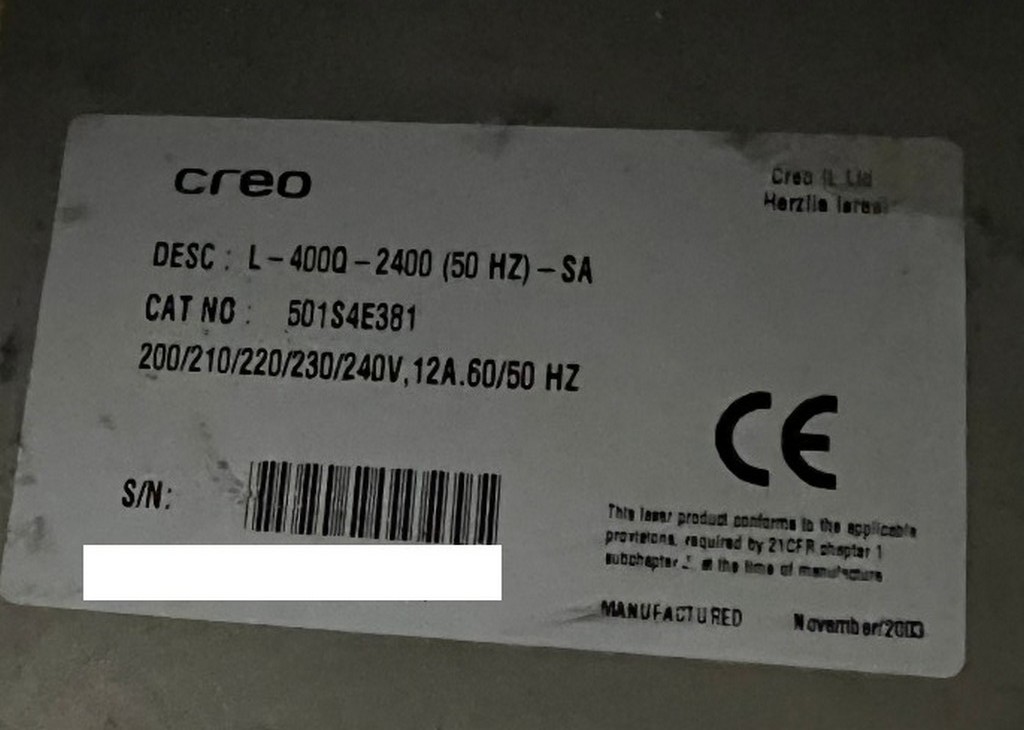 creo
Creo IL Ltd
Herzlia Israel
DESC : L-400Q-2400 (50 HZ)-SA
CAT NO : 501S4E381
200/210/220/230/240V,12A.60/50 HZ
CE
S/N:
This laser product conforms to the applicable
provisions, required by 21CFR chapter 1
subchapter J, at the time of manufacture
MANUFACTURED